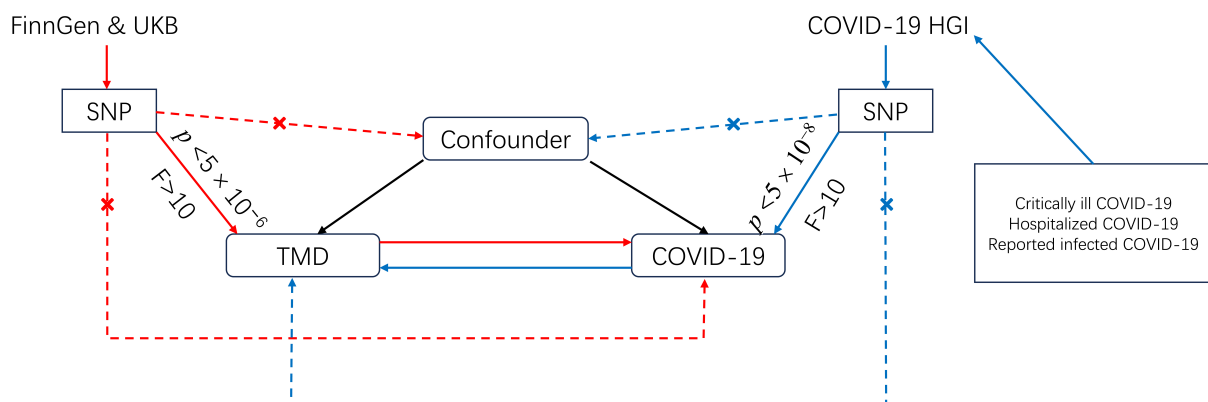 FinnGen & UKB
COVID-19 HGI
SNP
SNP
Confounder
p <5 × 10⁻⁶
F>10
p <5 × 10⁻⁸
F>10
Critically ill COVID-19
Hospitalized COVID-19
Reported infected COVID-19
TMD
COVID-19